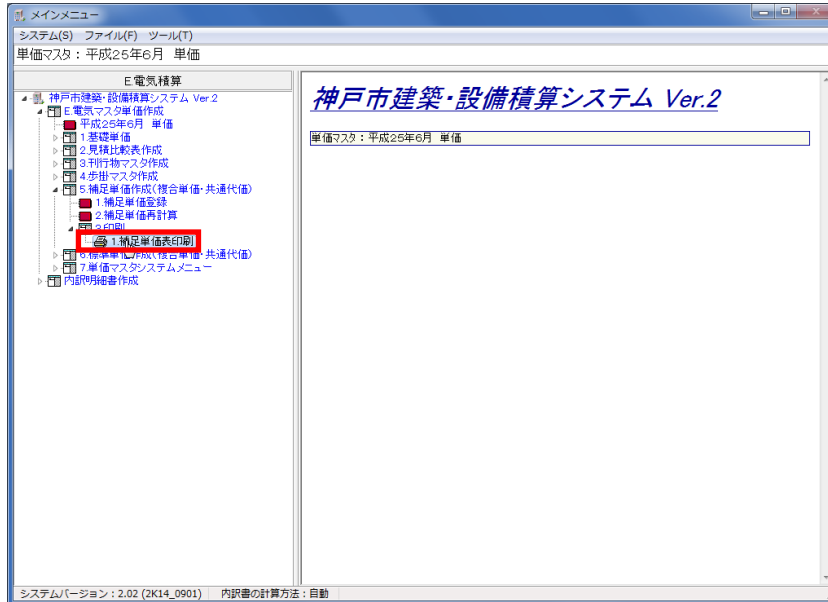 メインメニュー
システム(S) ファイル(F) ツール(T)
単価マスタ：平成25年6月 単価
E.電気積算
神戸市建築・設備積算システム Ver.2
E.電気マスタ単価作成
平成25年6月 単価
1.基礎単価
2.見積比較表作成
3.刊行物マスタ作成
4.歩掛マスタ作成
5.補足単価作成(複合単価・共通代価)
1.補足単価登録
2.補足単価再計算
3.印刷
1.補足単価表印刷
6.標準単価作成(複合単価・共通代価)
7.単価マスタシステムメニュー
内訳明細書作成
神戸市建築・設備積算システム Ver.2
単価マスタ：平成25年6月 単価
システムバージョン：2.02 (2K14_0901) 内訳書の計算方法：自動